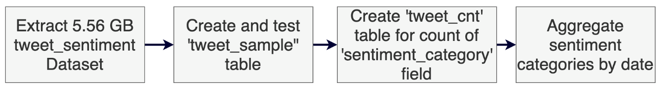 Extract 5.56 GB
tweet_sentiment
Dataset
Create and test
'tweet_sample"
table
Create 'tweet_cnt'
table for count of
'sentiment_category'
field
Aggregate
sentiment
categories by date